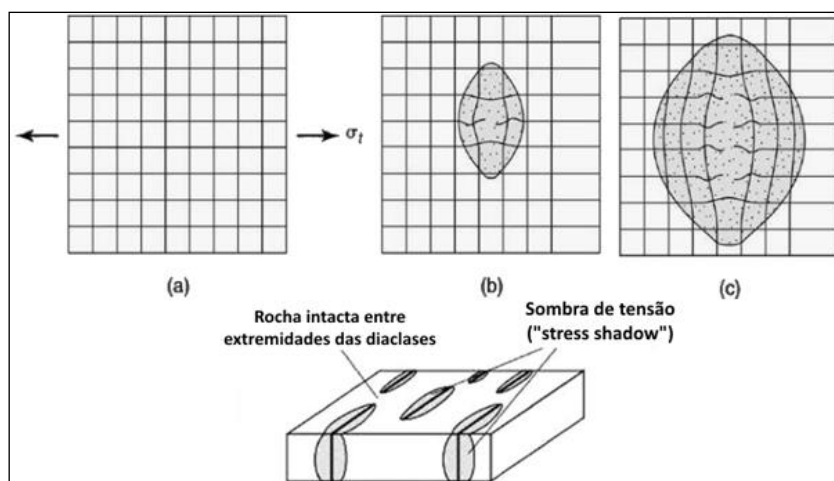 σt
(a)
(b)
(c)
Rocha intacta entre
extremidades das diaclases
Sombra de tensão
("stress shadow")